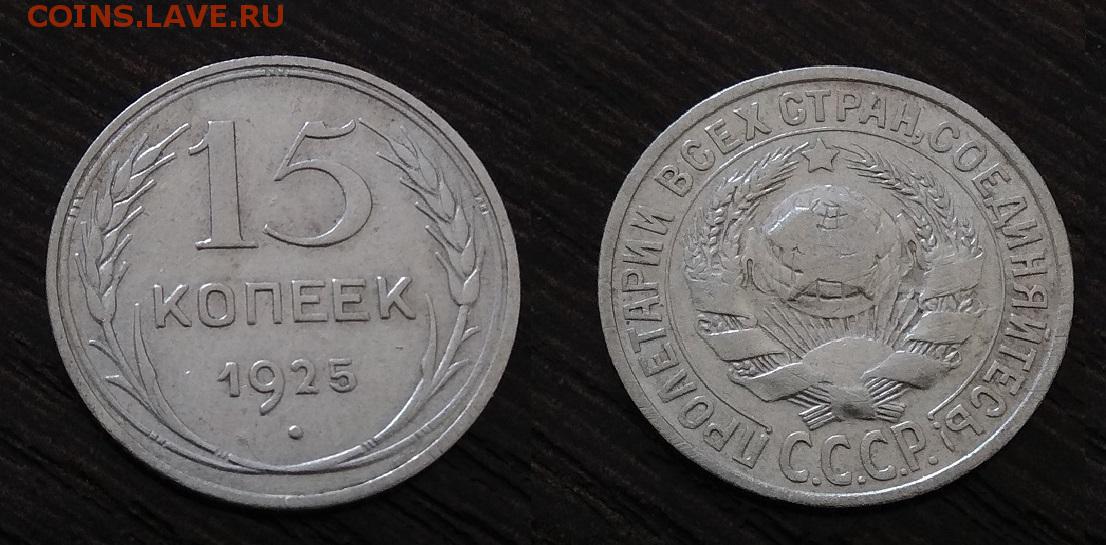 COINS.LAVE.RU
15
КОПЕЕК
1925
ПРОЛЕТАРИИ ВСЕХ СТРАН, СОЕДИНЯЙТЕСЬ!
С.С.С.Р.